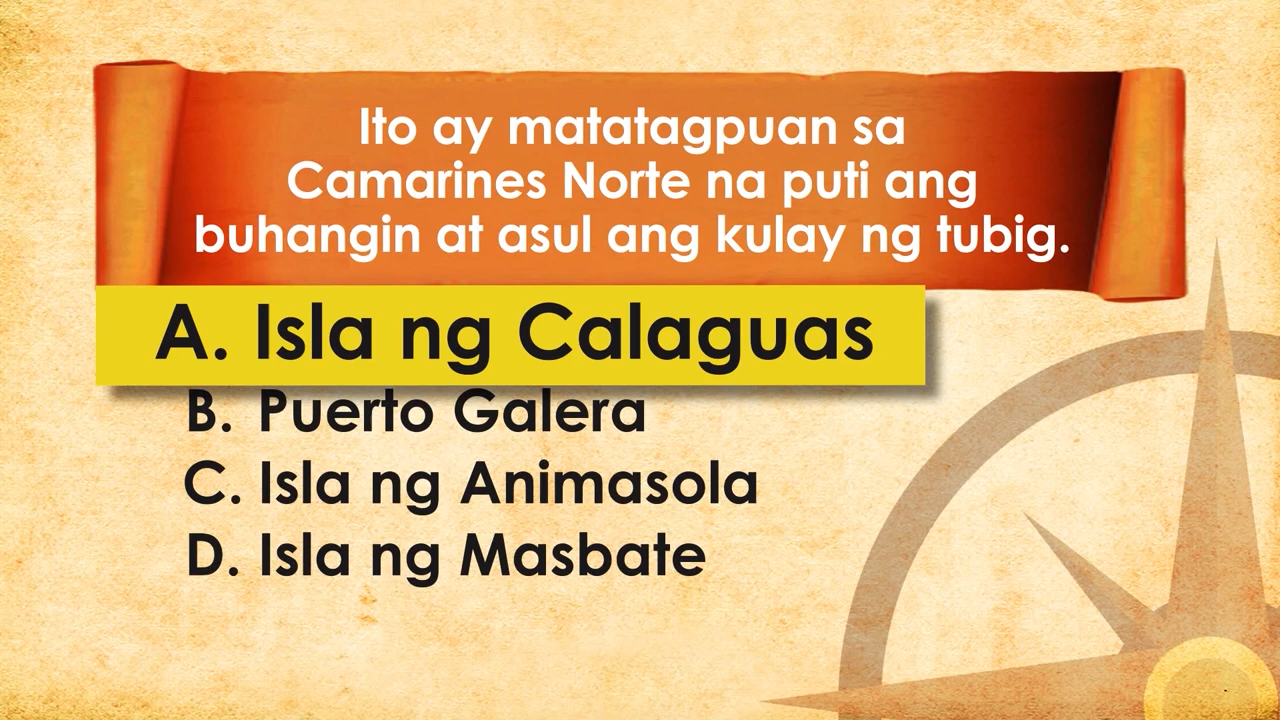 Ito ay matatagpuan sa
Camarines Norte na puti ang
buhangin at asul ang kulay ng tubig.
A. Isla ng Calaguas
B. Puerto Galera
C. Isla ng Animasola
D. Isla ng Masbate